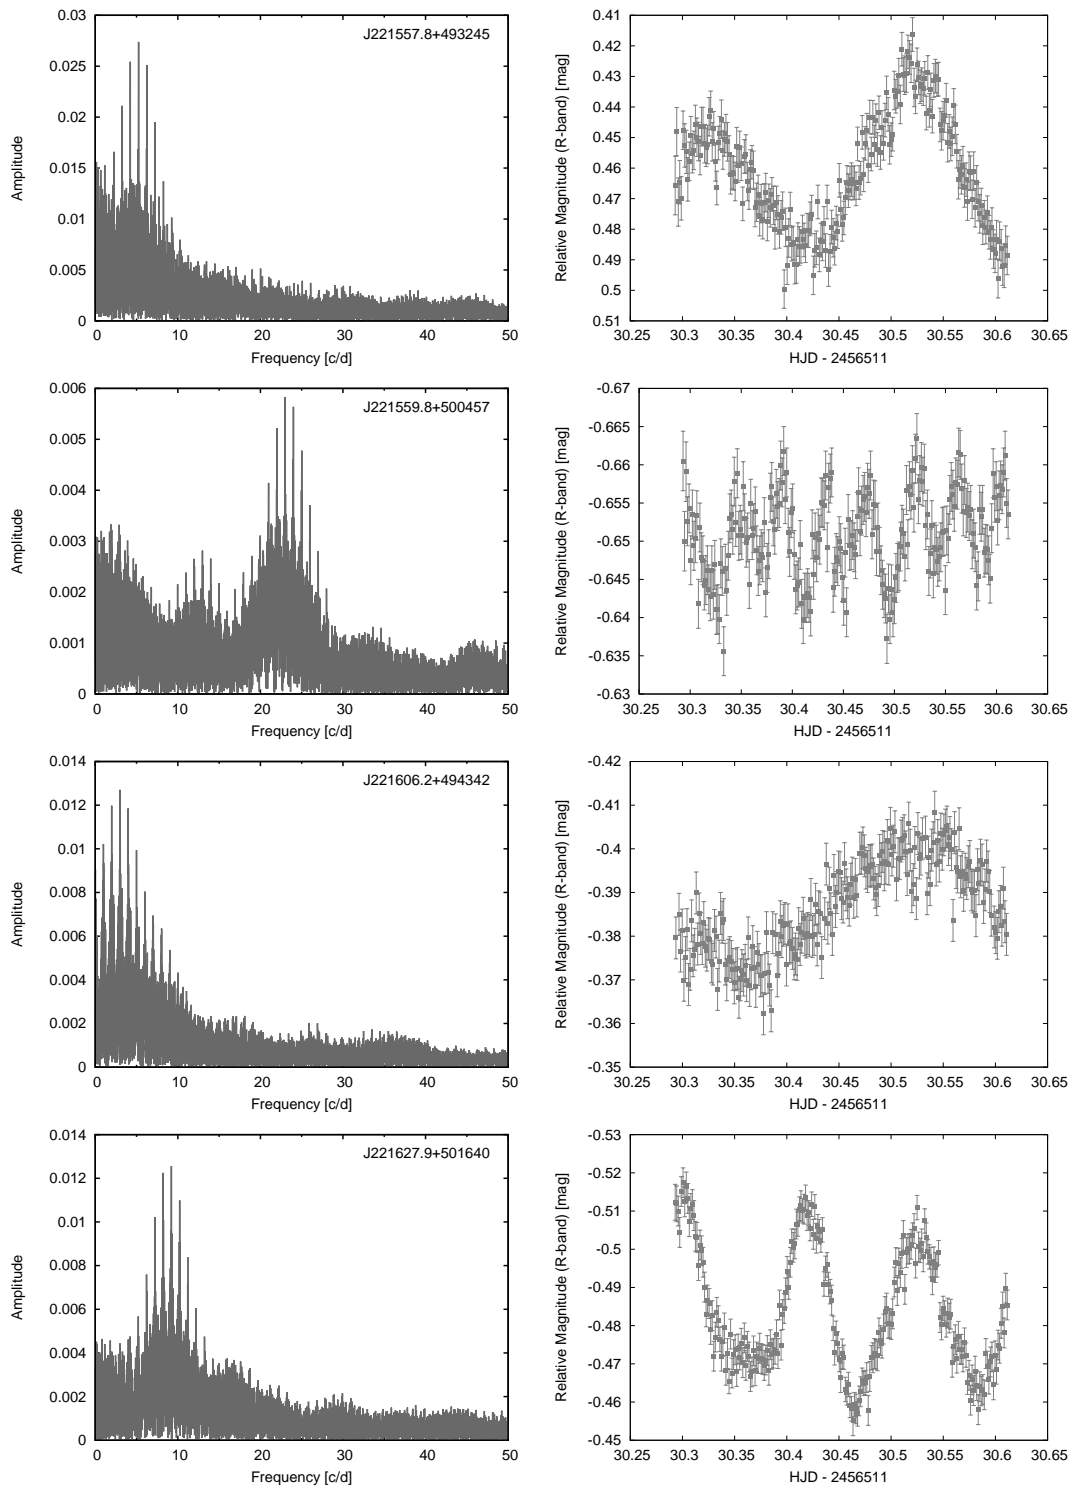 J221557.8+493245
Amplitude
0.03
0.025
0.02
0.015
0.01
0.005
0
0 10 20 30 40 50
Frequency [c/d]
Relative Magnitude (R-band) [mag]
0.41
0.42
0.43
0.44
0.45
0.46
0.47
0.48
0.49
0.5
0.51
30.25 30.3 30.35 30.4 30.45 30.5 30.55 30.6 30.65
HJD - 2456511
J221559.8+500457
Amplitude
0.006
0.005
0.004
0.003
0.002
0.001
0
0 10 20 30 40 50
Frequency [c/d]
Relative Magnitude (R-band) [mag]
-0.67
-0.665
-0.66
-0.655
-0.65
-0.645
-0.64
-0.635
-0.63
30.25 30.3 30.35 30.4 30.45 30.5 30.55 30.6 30.65
HJD - 2456511
J221606.2+494342
Amplitude
0.014
0.012
0.01
0.008
0.006
0.004
0.002
0
0 10 20 30 40 50
Frequency [c/d]
Relative Magnitude (R-band) [mag]
-0.42
-0.41
-0.4
-0.39
-0.38
-0.37
-0.36
-0.35
30.25 30.3 30.35 30.4 30.45 30.5 30.55 30.6 30.65
HJD - 2456511
J221627.9+501640
Amplitude
0.014
0.012
0.01
0.008
0.006
0.004
0.002
0
0 10 20 30 40 50
Frequency [c/d]
Relative Magnitude (R-band) [mag]
-0.53
-0.52
-0.51
-0.5
-0.49
-0.48
-0.47
-0.46
-0.45
30.25 30.3 30.35 30.4 30.45 30.5 30.55 30.6 30.65
HJD - 2456511